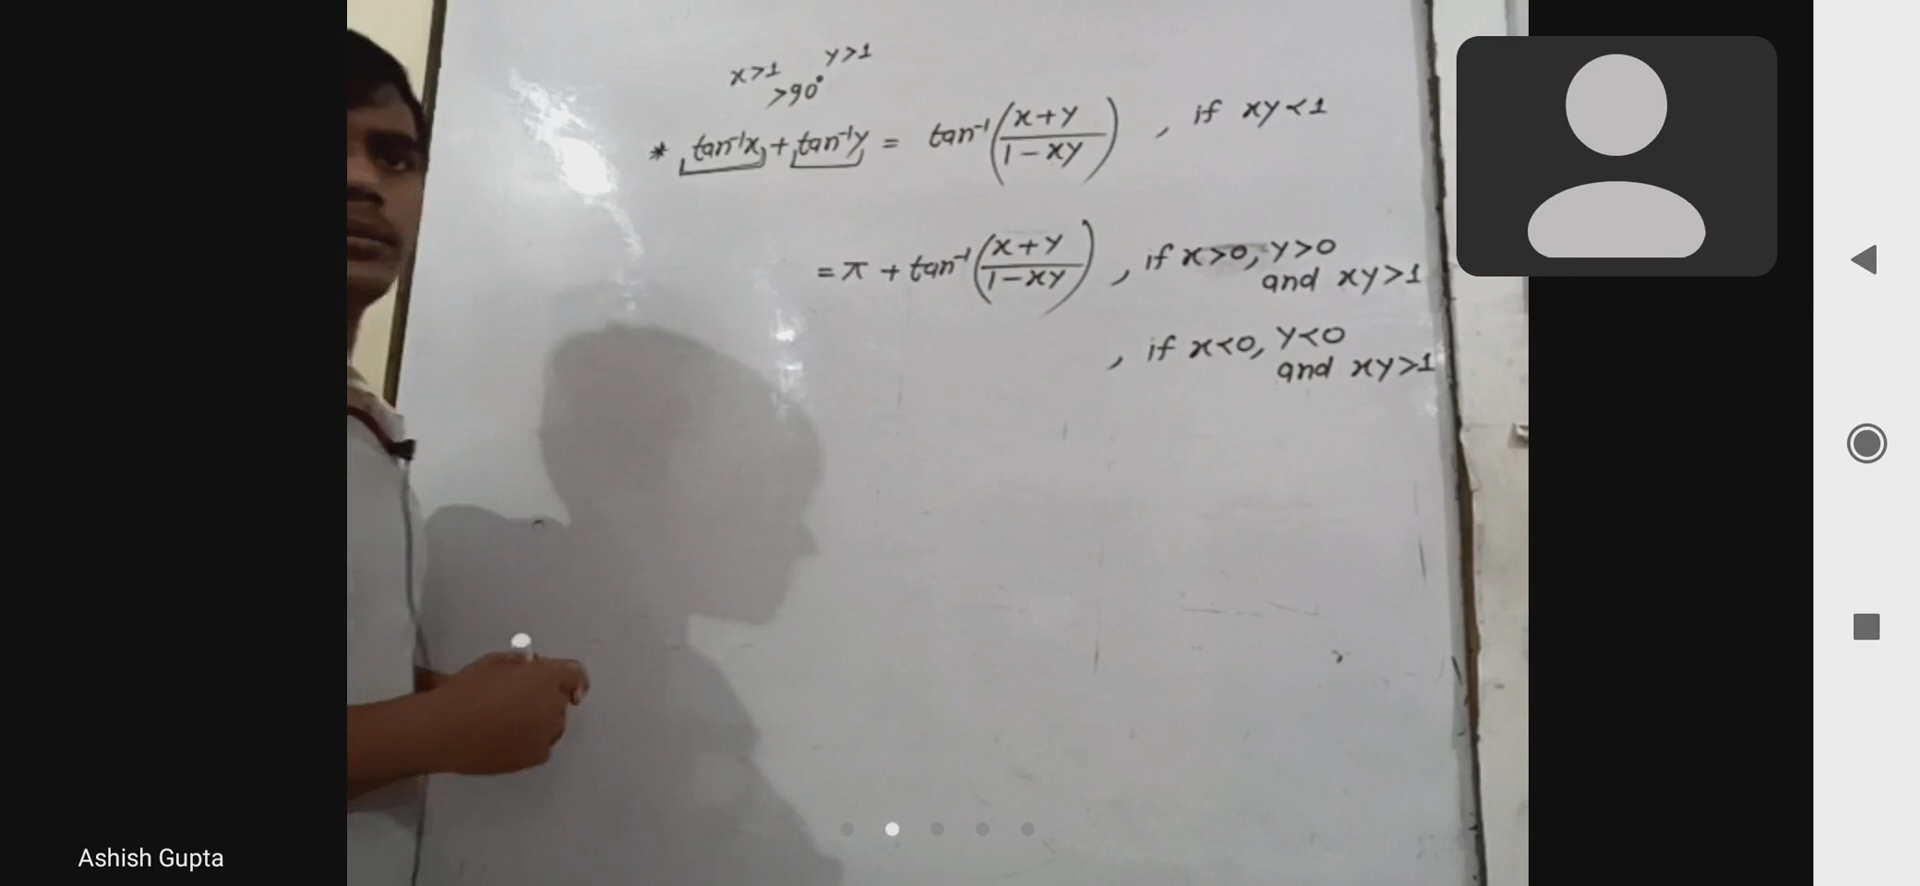 x>1 y>1
>90°
* tan⁻¹x + tan⁻¹y = tan⁻¹(x+y / 1-xy) , if xy<1
= π + tan⁻¹(x+y / 1-xy) , if x>0, y>0
and xy>1
, if x<0, y<0
and xy>1
Ashish Gupta